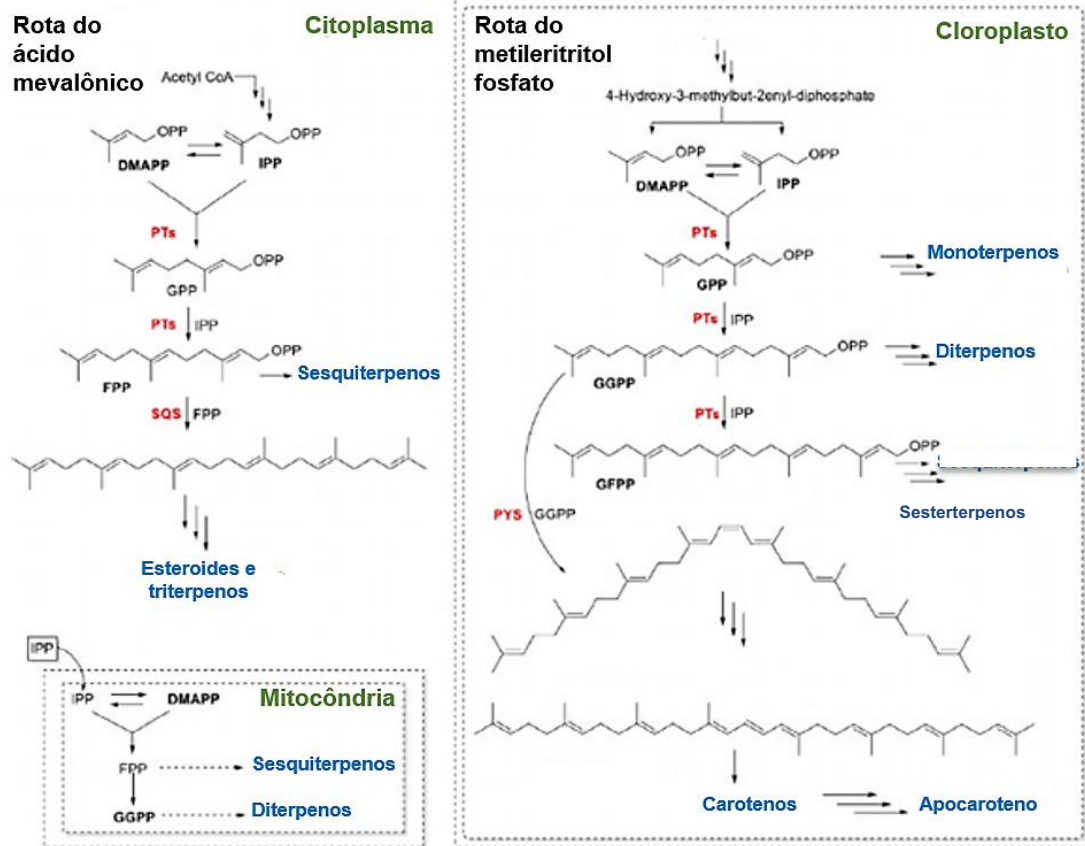 Rota do
ácido
mevalônico
Citoplasma
Acetyl CoA
OPP
DMAPP
OPP
IPP
PTs
OPP
GPP
PTs
IPP
OPP
FPP
Sesquiterpenos
SQS
FPP
Esteroides e
triterpenos
IPP
Mitocôndria
IPP
DMAPP
FPP
Sesquiterpenos
GGPP
Diterpenos
Rota do
metileritritol
fosfato
Cloroplasto
4-Hydroxy-3-methylbut-2enyl-diphosphate
OPP
DMAPP
OPP
IPP
PTs
OPP
GPP
Monoterpenos
PTs
IPP
OPP
GGPP
Diterpenos
PTs
IPP
OPP
GFPP
Sesterterpenos
PYS
GGPP
Carotenos
Apocaroteno